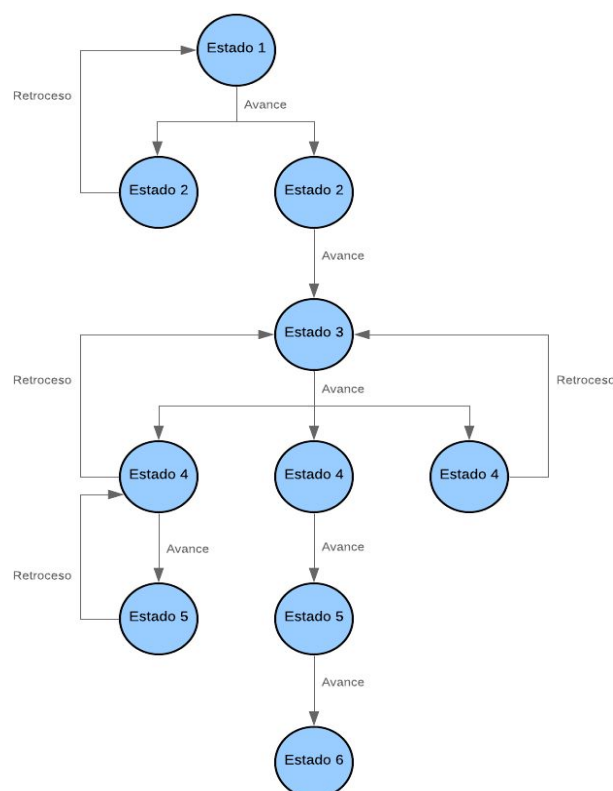 Estado 1
Retroceso
Avance
Estado 2
Estado 2
Avance
Estado 3
Retroceso
Avance
Retroceso
Estado 4
Estado 4
Estado 4
Avance
Avance
Retroceso
Estado 5
Estado 5
Avance
Estado 6